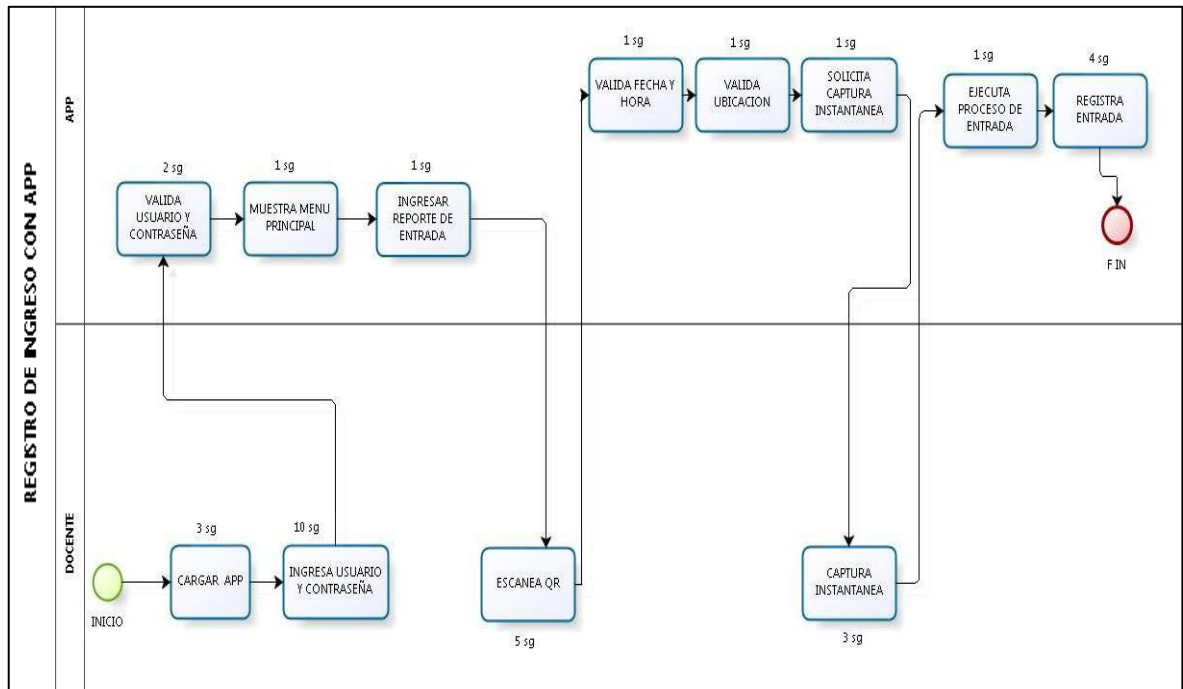 REGISTRO DE INGRESO CON APP
APP
2 sg
VALIDA
USUARIO Y
CONTRASEÑA
1 sg
MUESTRA MENU
PRINCIPAL
1 sg
INGRESAR
REPORTE DE
ENTRADA
1 sg
VALIDA FECHA Y
HORA
1 sg
VALIDA
UBICACION
1 sg
SOLICITA
CAPTURA
INSTANTANEA
1 sg
EJECUTA
PROCESO DE
ENTRADA
4 sg
REGISTRA
ENTRADA
F IN
DOCENTE
INICIO
3 sg
CARGAR APP
10 sg
INGRESA USUARIO
Y CONTRASEÑA
ESCANEA QR
5 sg
CAPTURA
INSTANTANEA
3 sg